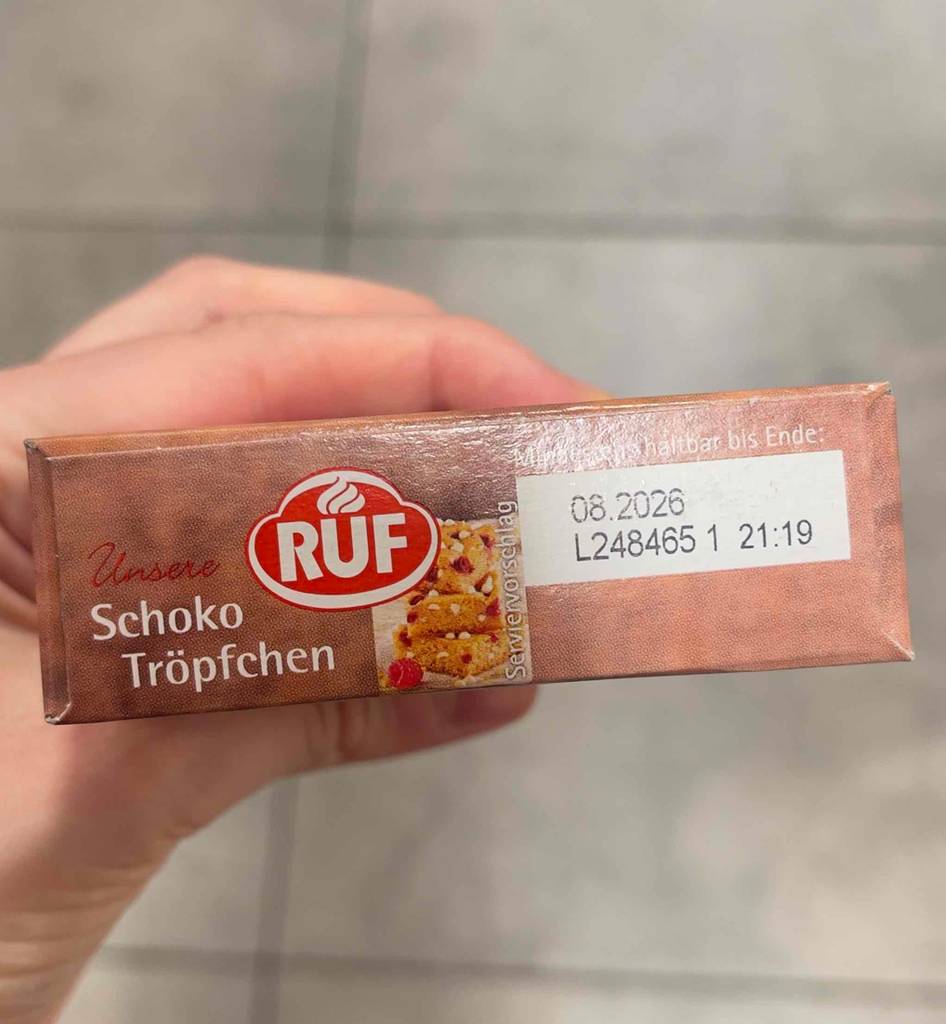 Unsere
Schoko
Tröpfchen
RUF
Serviervorschlag
Mindestens haltbar bis Ende:
08.2026
L248465 1 21:19